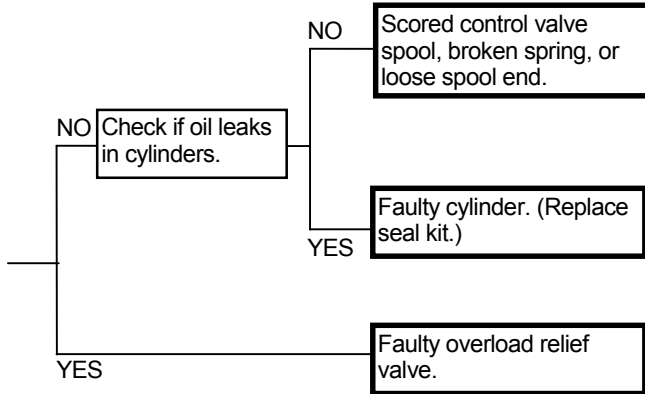 NO
Scored control valve
spool, broken spring, or
loose spool end.
NO
Check if oil leaks
in cylinders.
YES
Faulty cylinder. (Replace
seal kit.)
YES
Faulty overload relief
valve.